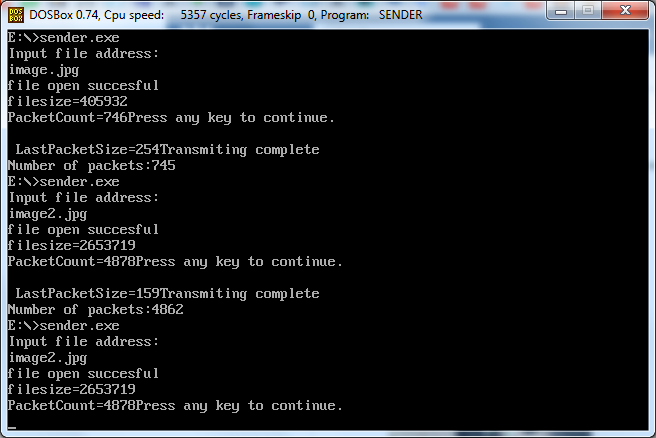 DOSBox 0.74, Cpu speed: 5357 cycles, Frameskip 0, Program: SENDER
E:\>sender.exe
Input file address:
image.jpg
file open succesful
filesize=405932
PacketCount=746Press any key to continue.
LastPacketSize=254Transmiting complete
Number of packets:745
E:\>sender.exe
Input file address:
image2.jpg
file open succesful
filesize=2653719
PacketCount=4878Press any key to continue.
LastPacketSize=159Transmiting complete
Number of packets:4862
E:\>sender.exe
Input file address:
image2.jpg
file open succesful
filesize=2653719
PacketCount=4878Press any key to continue.
_